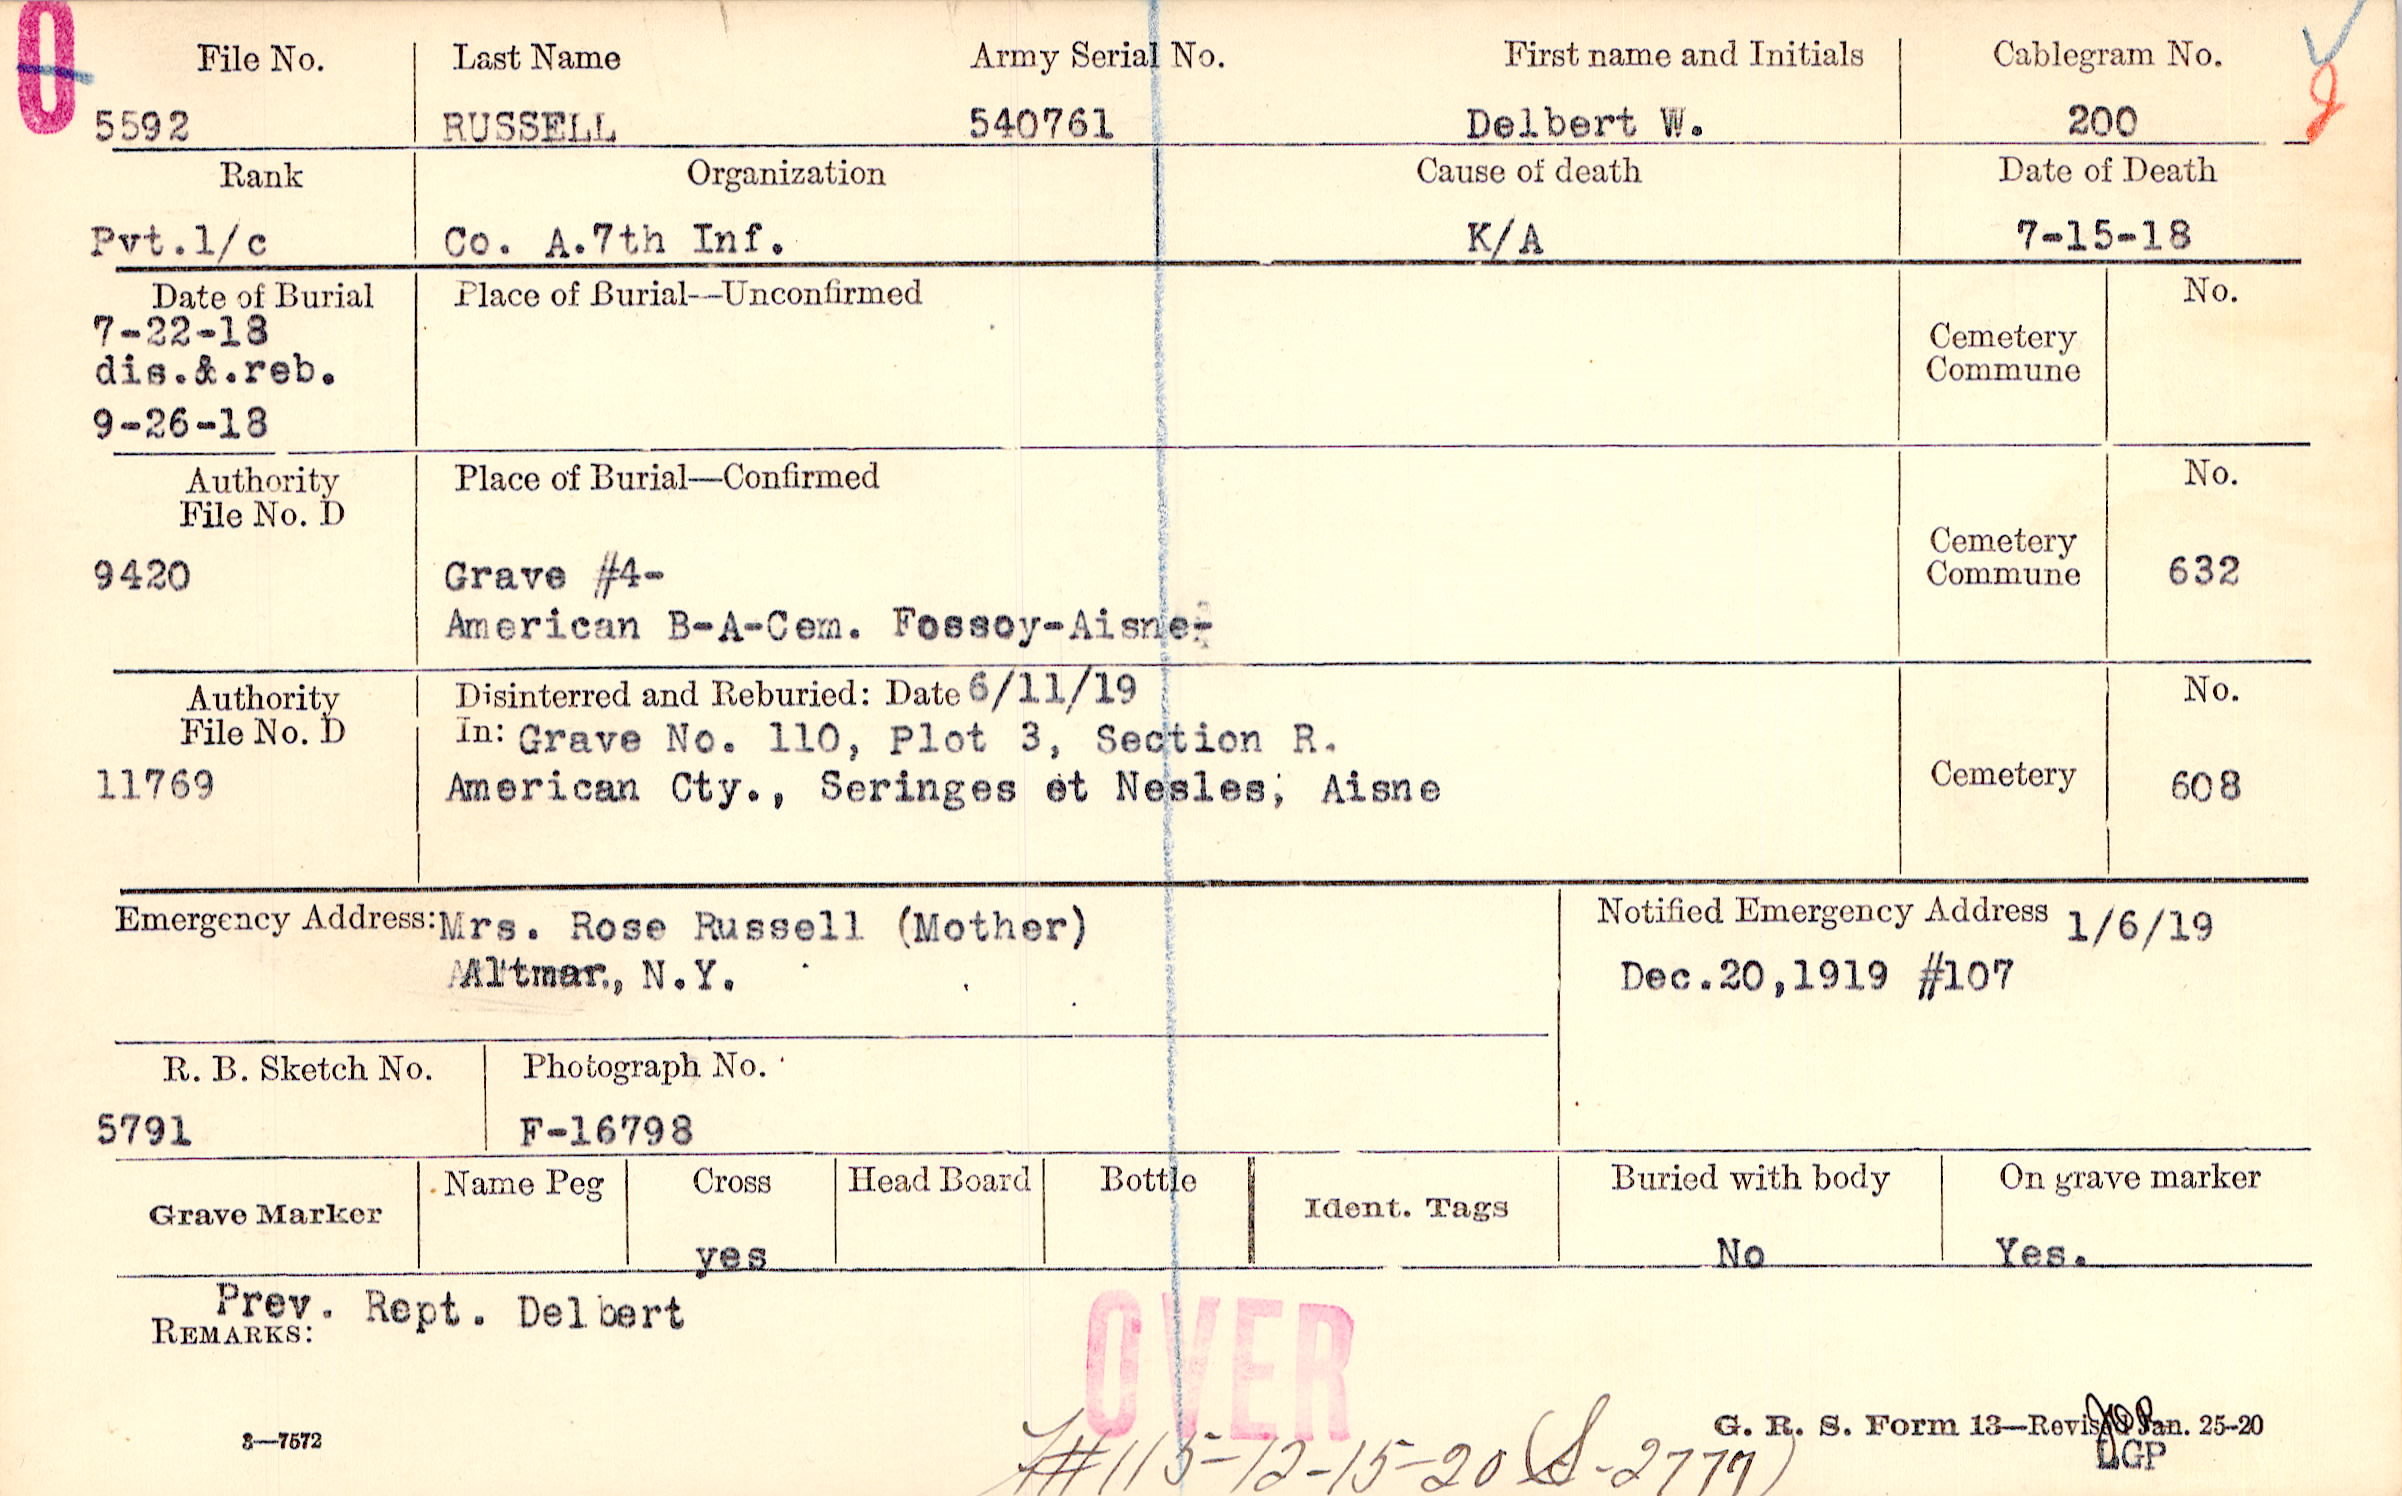 O
File No. Last Name Army Serial No. First name and Initials Cablegram No.
5592 RUSSELL 540761 Delbert W. 200
Rank Organization Cause of death Date of Death
Pvt.1/c Co. A.7th Inf. K/A 7-15-18
Date of Burial Place of Burial—Unconfirmed No.
7-22-18
dis.&.reb.
9-26-18
Cemetery
Commune
Authority Place of Burial—Confirmed No.
File No. D
9420 Grave #4- Cemetery
Commune 632
American B-A-Cem. Fossoy-Aisne-
Authority Disinterred and Reburied: Date 6/11/19 No.
File No. D In: Grave No. 110, Plot 3, Section R.
11769 American Cty., Seringes et Nesles, Aisne Cemetery 608
Emergency Address: Mrs. Rose Russell (Mother) Notified Emergency Address 1/6/19
Altmar, N.Y. Dec.20,1919 #107
R. B. Sketch No. Photograph No.
5791 F-16798
Grave Marker Name Peg Cross Head Board Bottle Ident. Tags Buried with body On grave marker
yes No Yes.
Prev. Rept. Delbert
REMARKS:
OVER
3—7572
G. R. S. Form 13—Revised Jan. 25-20
LGP
#115-12-15-20 (S-2777)